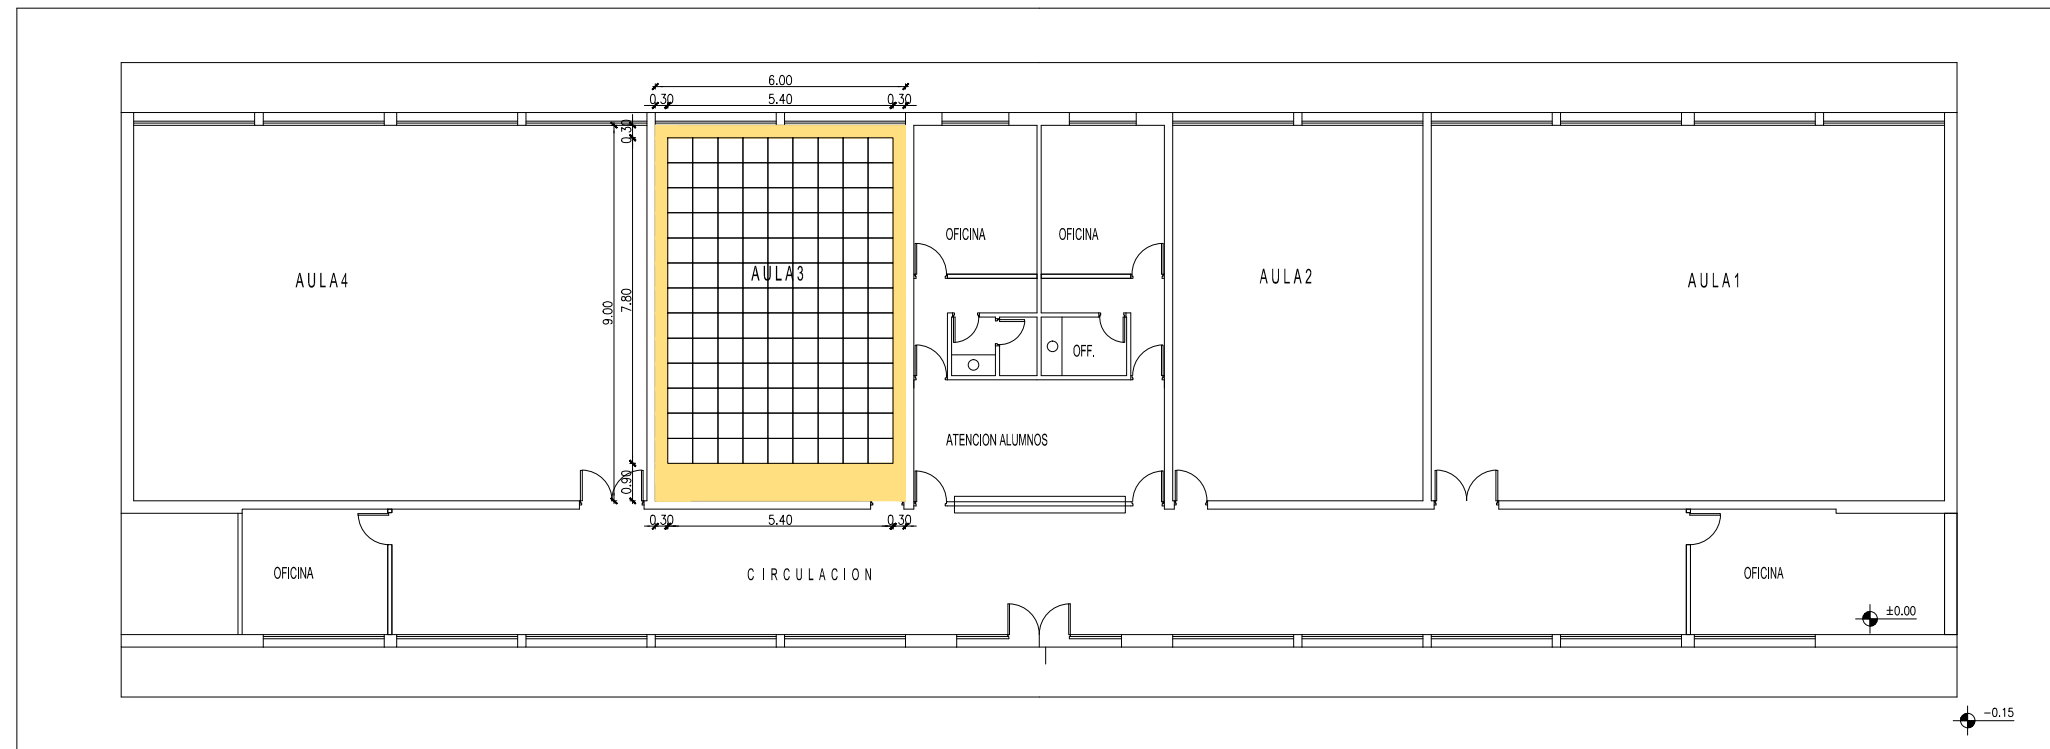 6.00
0.30 5.40 0.30
0.30
OFICINA OFICINA
AULA4 AULA3 AULA2 AULA1
9.00 7.80
OFF.
ATENCION ALUMNOS
0.90
0.30 5.40 0.30
OFICINA CIRCULACION OFICINA
±0.00
-0.15